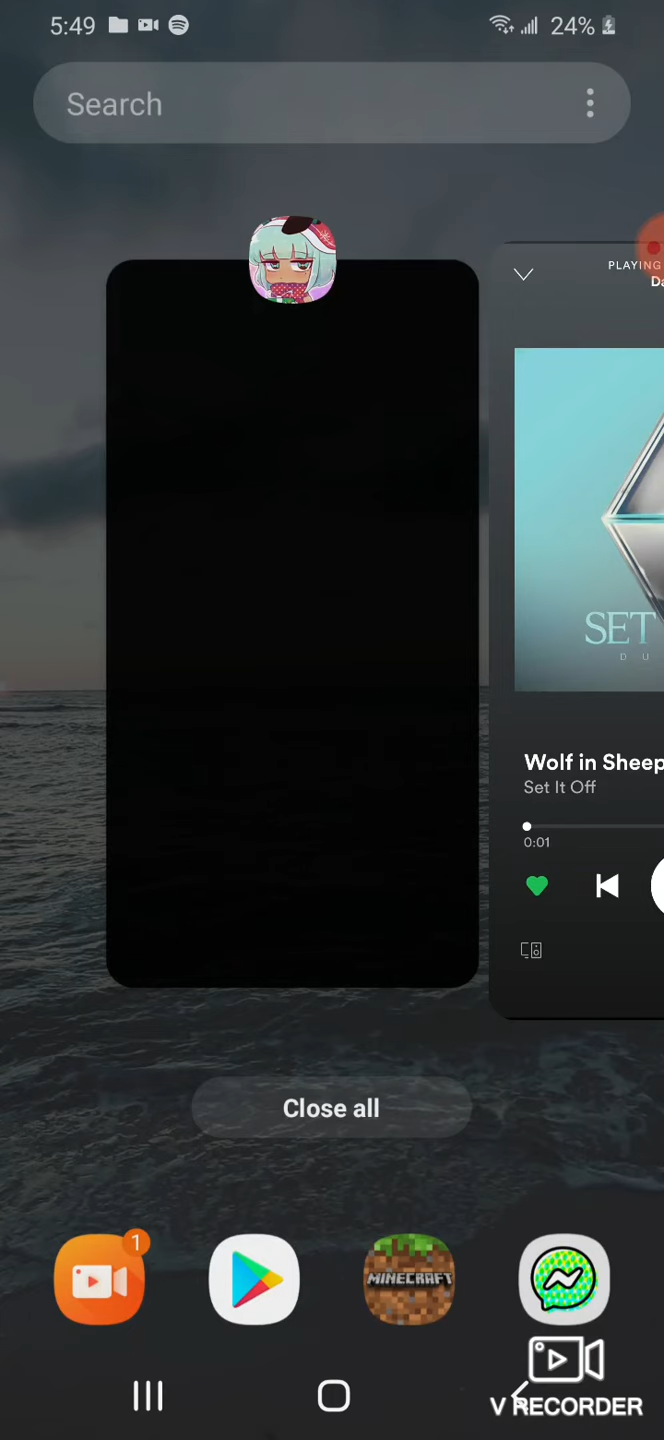 5:49
24%
Search
PLAYING
Da
SET
D U
Wolf in Sheep
Set It Off
0:01
Close all
1
MINECRAFT
V RECORDER